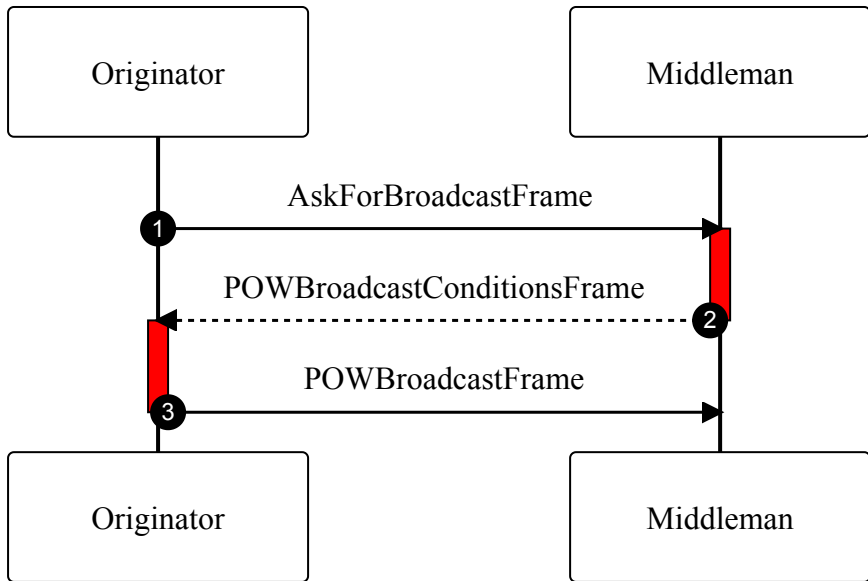 Originator
Middleman
AskForBroadcastFrame
1
POWBroadcastConditionsFrame
2
POWBroadcastFrame
3
Originator
Middleman